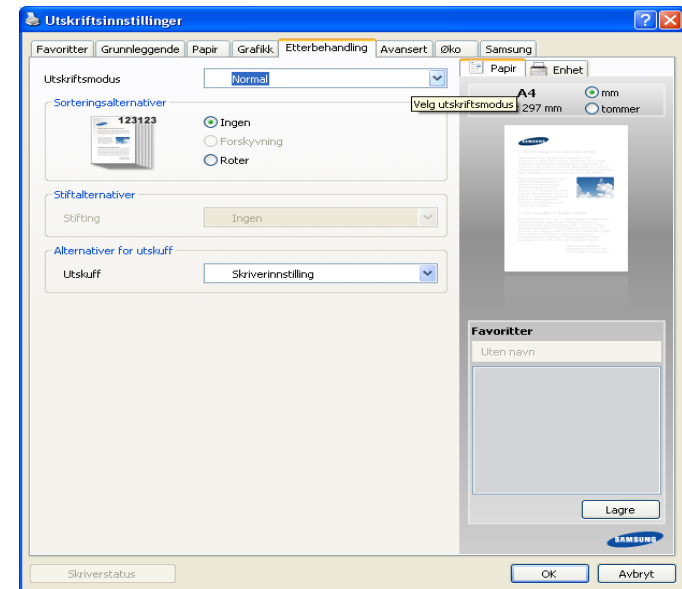 Utskriftsinnstillinger
Favoritter Grunnleggende Papir Grafikk Etterbehandling Avansert Øko Samsung
Utskriftsmodus Normal
Velg utskriftsmodus
Sorteringsalternativer
123123
Ingen
Forskyvning
Roter
Stiftalternativer
Stifting Ingen
Alternativer for utskuff
Utskuff Skriverinnstilling
Papir Enhet
A4
297 mm
mm
tommer
SAMSUNG
Favoritter
Uten navn
Lagre
SAMSUNG
Skriverstatus OK Avbryt